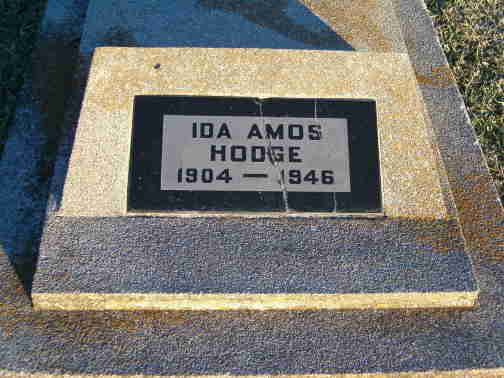 IDA AMOS
HODGE
1904 — 1946